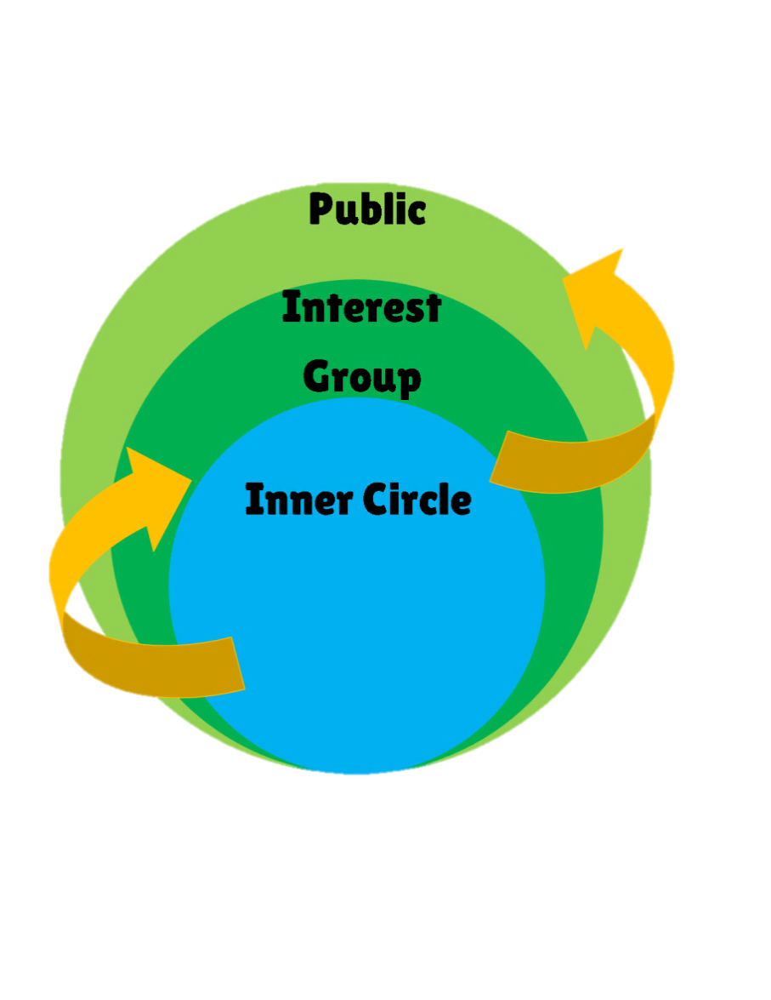 Public
Interest
Group
Inner Circle